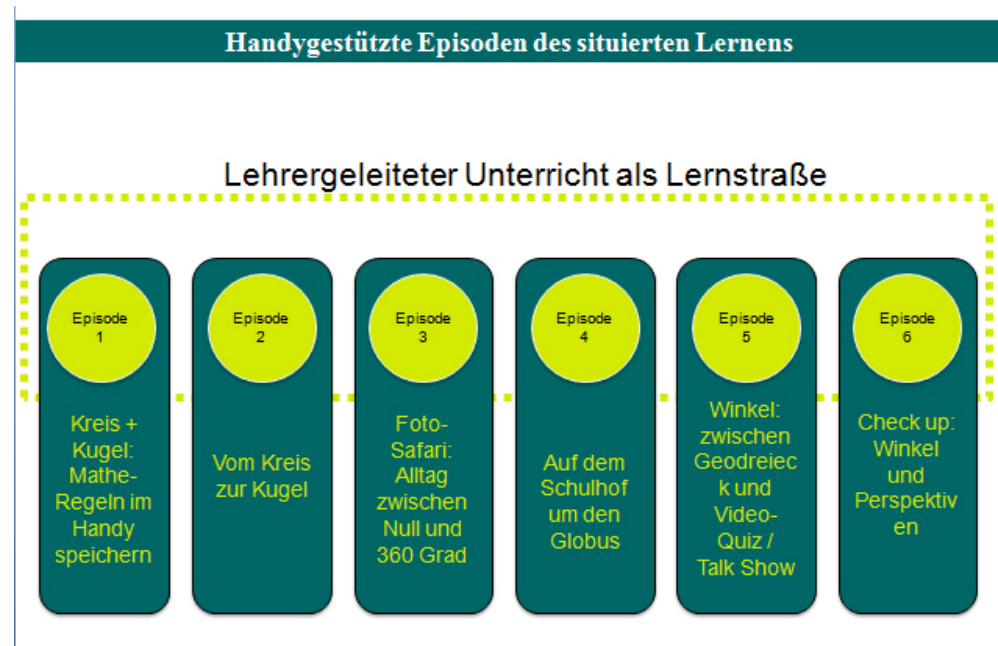 Handygestützte Episoden des situierten Lernens
Lehrergeleiteter Unterricht als Lernstraße
Episode
1
Kreis +
Kugel:
Mathe-
Regeln im
Handy
speichern
Episode
2
Vom Kreis
zur Kugel
Episode
3
Foto-
Safari:
Alltag
zwischen
Null und
360 Grad
Episode
4
Auf dem
Schulhof
um den
Globus
Episode
5
Winkel:
zwischen
Geodreiec
k und
Video-
Quiz /
Talk Show
Episode
6
Check up:
Winkel
und
Perspektiv
en